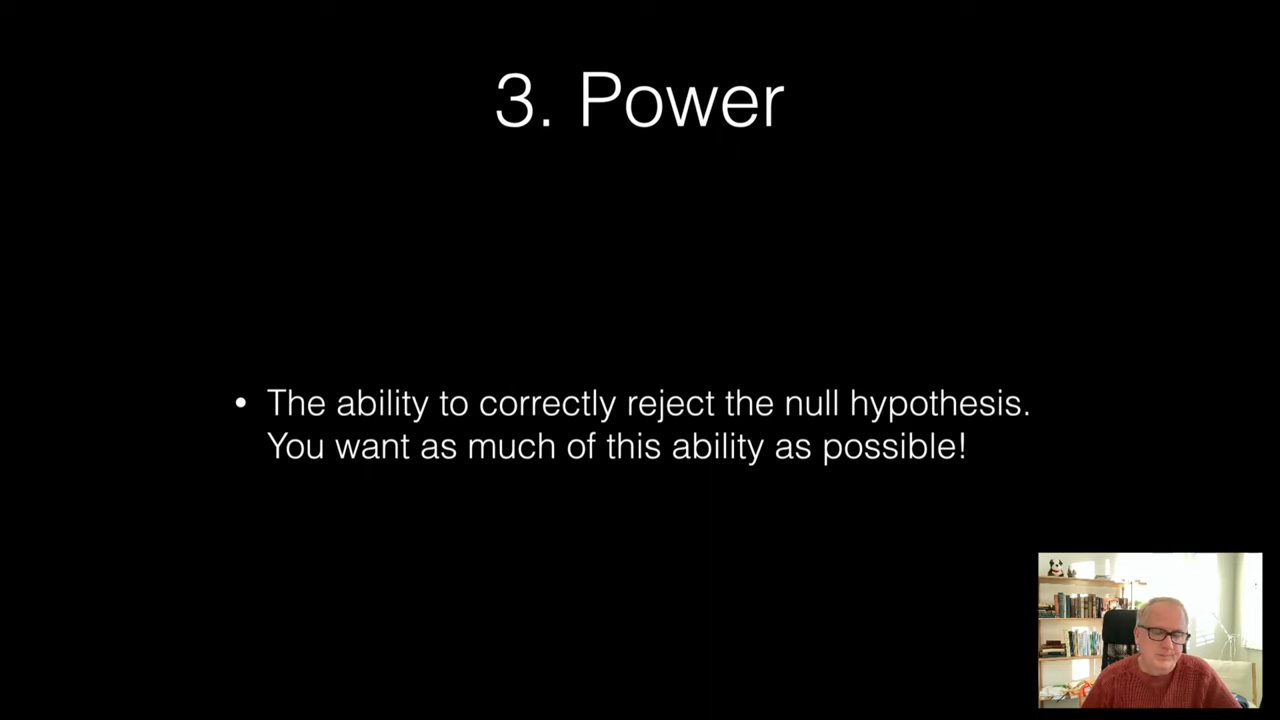 3. Power
• The ability to correctly reject the null hypothesis.
You want as much of this ability as possible!